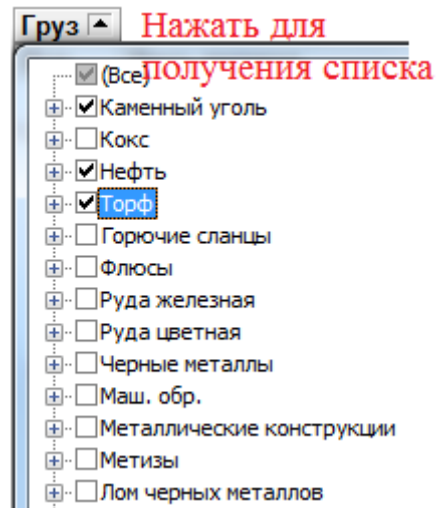 Груз Нажать для
(Все) получения списка
Каменный уголь
Кокс
Нефть
Торф
Горючие сланцы
Флюсы
Руда железная
Руда цветная
Черные металлы
Маш. обр.
Металлические конструкции
Метизы
Лом черных металлов